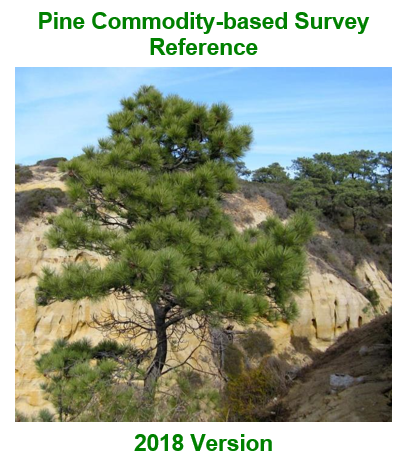 Pine Commodity-based Survey
Reference
2018 Version